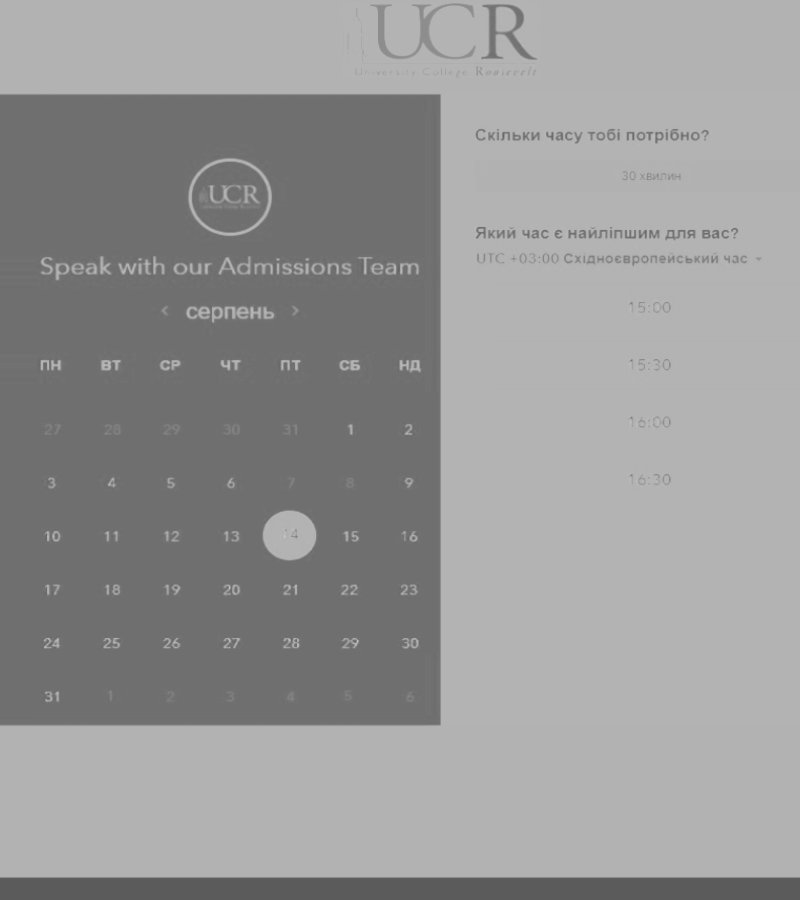 UCR
University College Roosevelt
UCR
Speak with our Admissions Team
< серпень >
ПН ВТ СР ЧТ ПТ СБ НД
27 28 29 30 31 1 2
3 4 5 6 7 8 9
10 11 12 13 14 15 16
17 18 19 20 21 22 23
24 25 26 27 28 29 30
31 1 2 3 4 5 6
Скільки часу тобі потрібно?
30 хвилин
Який час є найліпшим для вас?
UTC +03:00 Східноєвропейський час
15:00
15:30
16:00
16:30